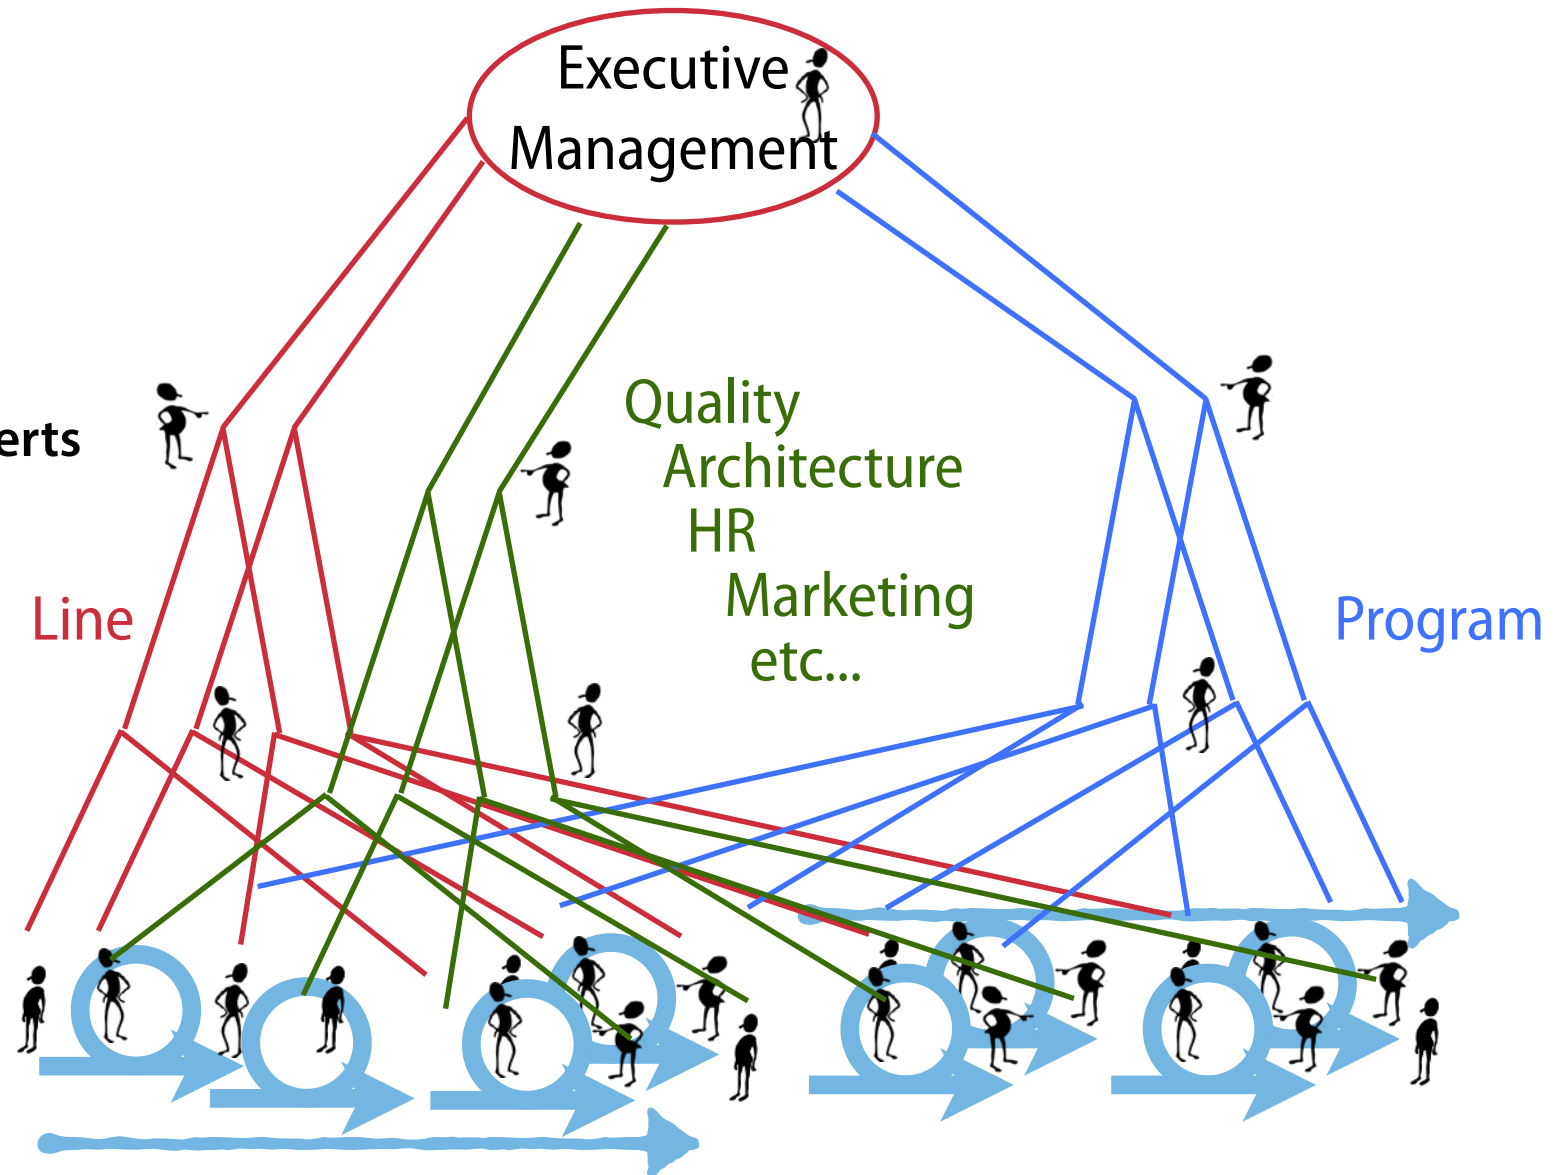 Executive
Management
Quality
erts
Architecture
HR
Marketing
Line
Program
etc...